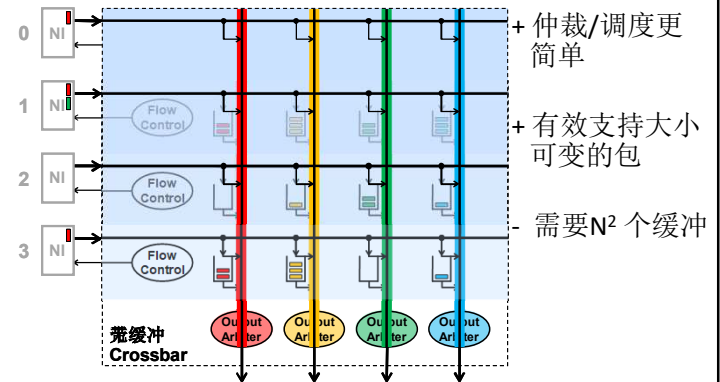 0 NI
+ 仲裁/调度更
简单
1 NI
Flow
Control
+ 有效支持大小
可变的包
2 NI
Flow
Control
- 需要N² 个缓冲
3 NI
Flow
Control
缓冲
Crossbar
Output
Arbiter
Output
Arbiter
Output
Arbiter
Output
Arbiter